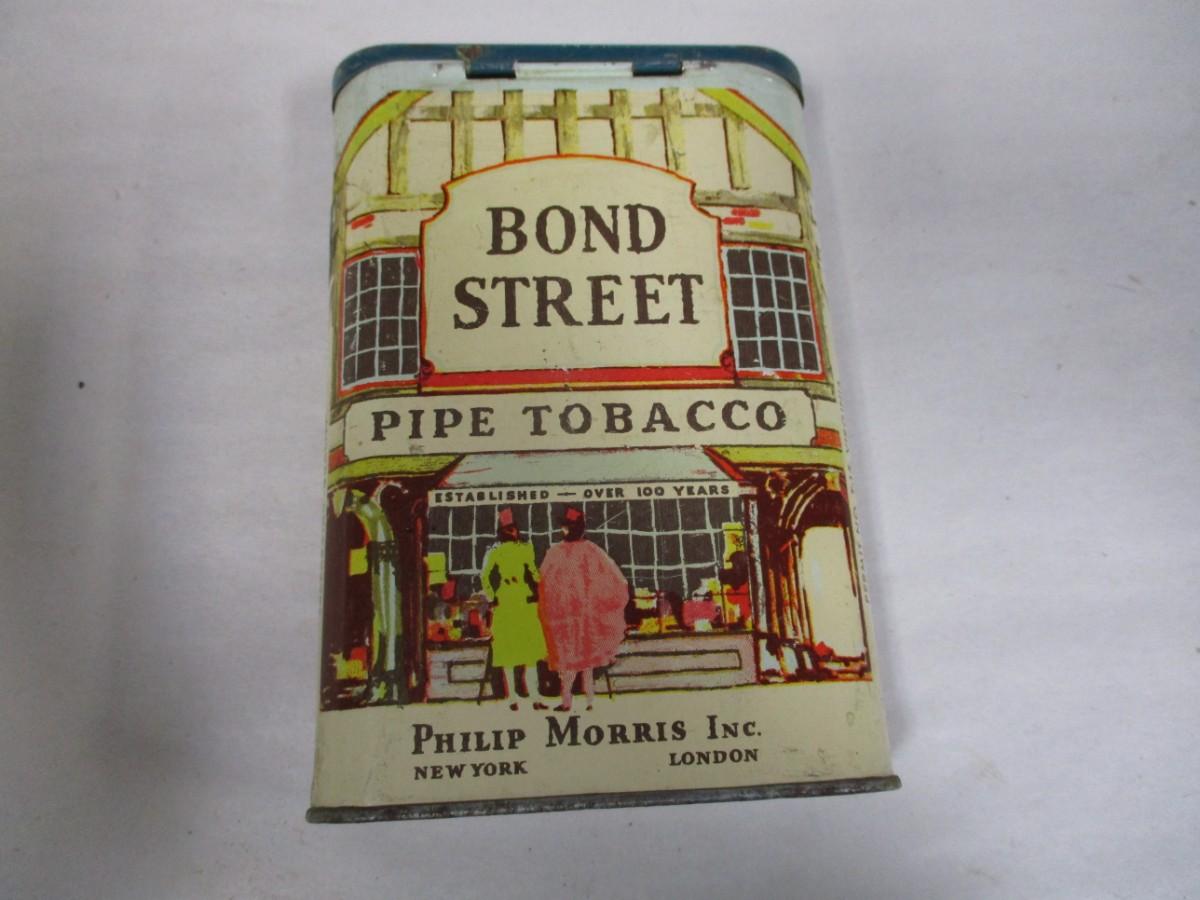 BOND
STREET
PIPE TOBACCO
ESTABLISHED — OVER 100 YEARS
PHILIP MORRIS INC.
NEW YORK LONDON